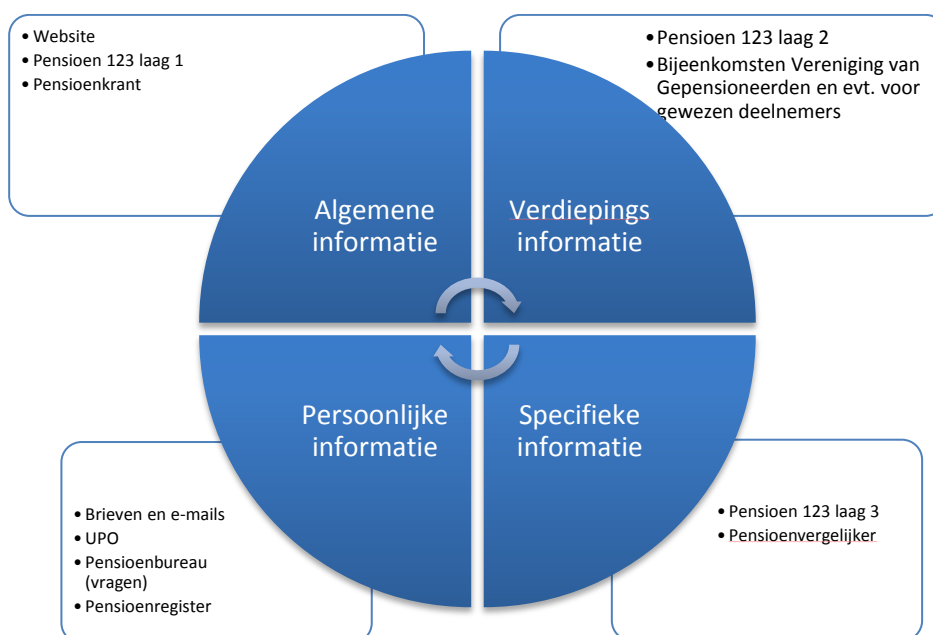 • Website
• Pensioen 123 laag 1
• Pensioenkrant
• Pensioen 123 laag 2
• Bijeenkomsten Vereniging van
Gepensioneerden en evt. voor
gewezen deelnemers
Algemene
informatie
Verdiepings
informatie
Persoonlijke
informatie
Specifieke
informatie
• Brieven en e-mails
• UPO
• Pensioenbureau
(vragen)
• Pensioenregister
• Pensioen 123 laag 3
• Pensioenvergelijker